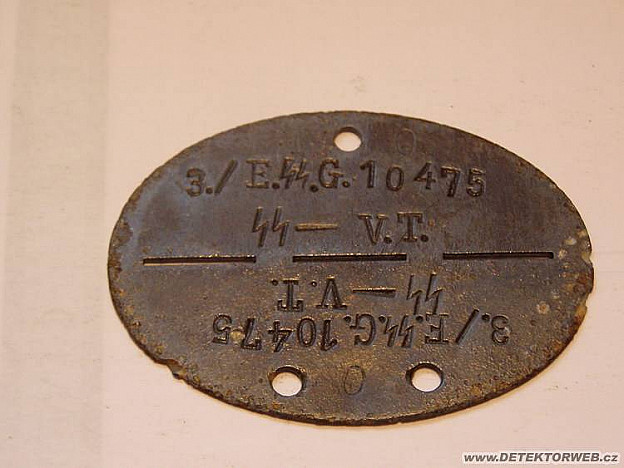 3./E.ᛋᛋ.G.10475
ᛋᛋ— V.T.
ᛋᛋ— V.T.
3./E.ᛋᛋ.G.10475
O
www.DETEKTORWEB.cz